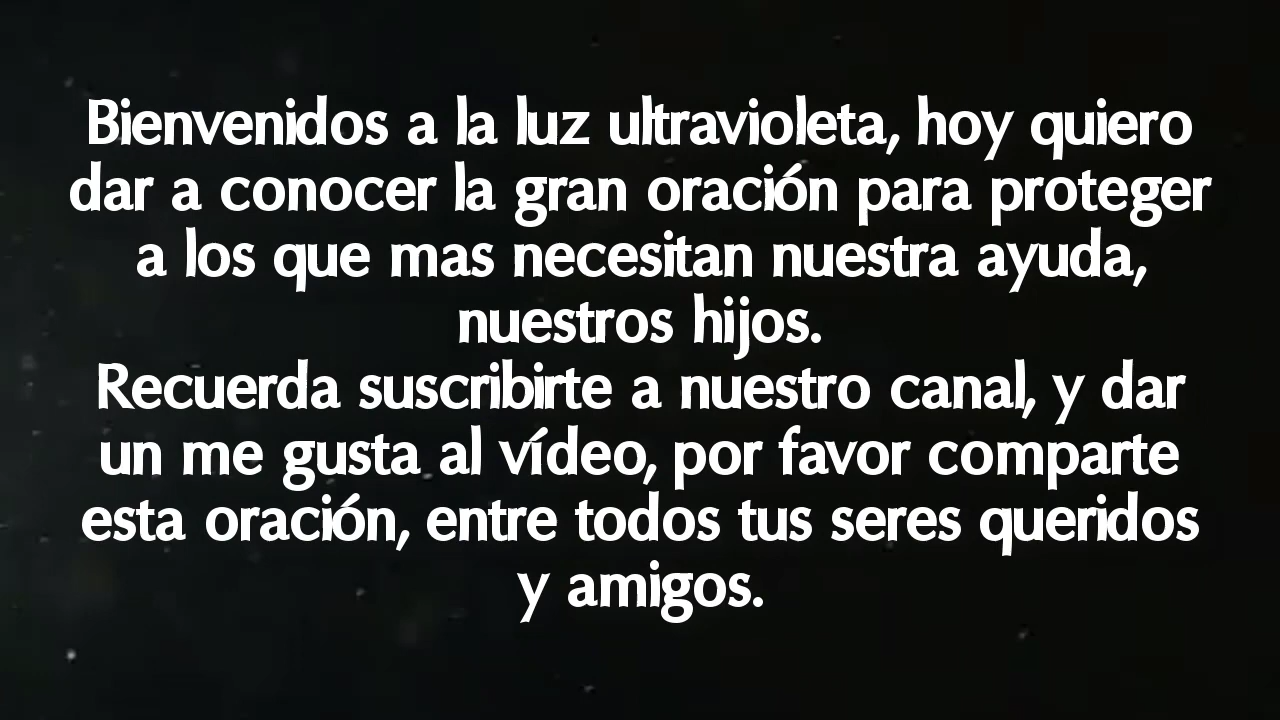 Bienvenidos a la luz ultravioleta, hoy quiero
dar a conocer la gran oración para proteger
a los que mas necesitan nuestra ayuda,
nuestros hijos.
Recuerda suscribirte a nuestro canal, y dar
un me gusta al vídeo, por favor comparte
esta oración, entre todos tus seres queridos
y amigos.